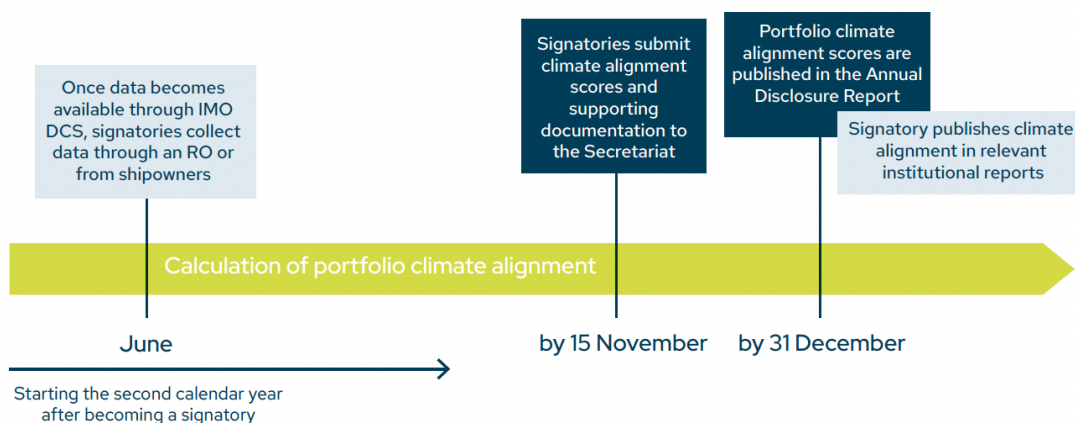 Once data becomes
available through IMO
DCS, signatories collect
data through an RO or
from shipowners
Signatories submit
climate alignment
scores and
supporting
documentation to
the Secretariat
Portfolio climate
alignment scores are
published in the Annual
Disclosure Report
Signatory publishes climate
alignment in relevant
institutional reports
Calculation of portfolio climate alignment
June
by 15 November
by 31 December
Starting the second calendar year
after becoming a signatory